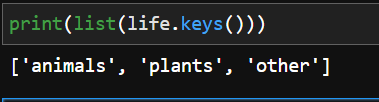 print(list(life.keys()))
['animals', 'plants', 'other']